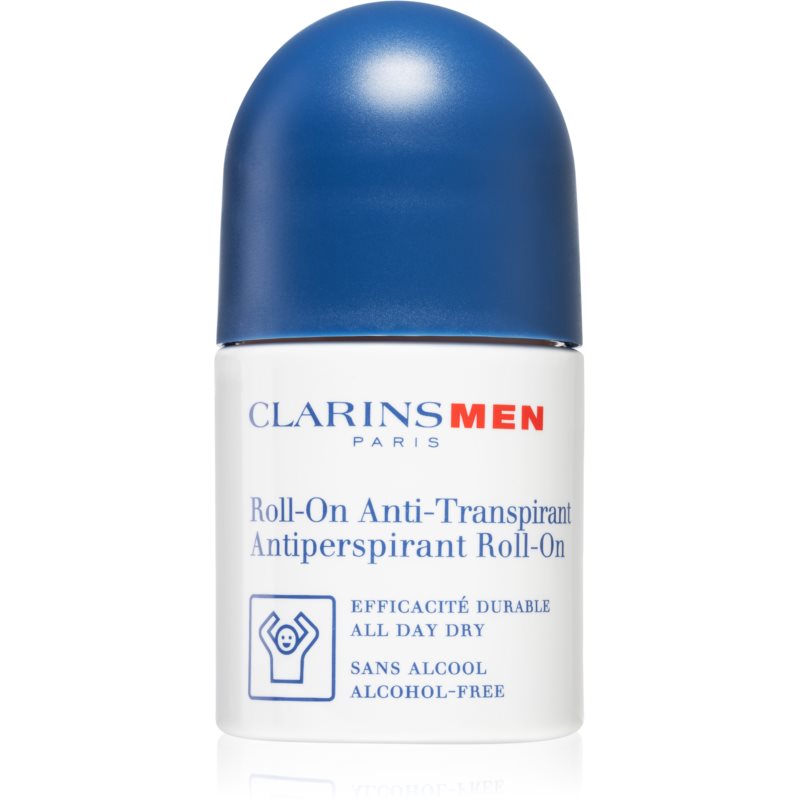 CLARINSMEN
PARIS
Roll-On Anti-Transpirant
Antiperspirant Roll-On
EFFICACITÉ DURABLE
ALL DAY DRY
SANS ALCOOL
ALCOHOL-FREE